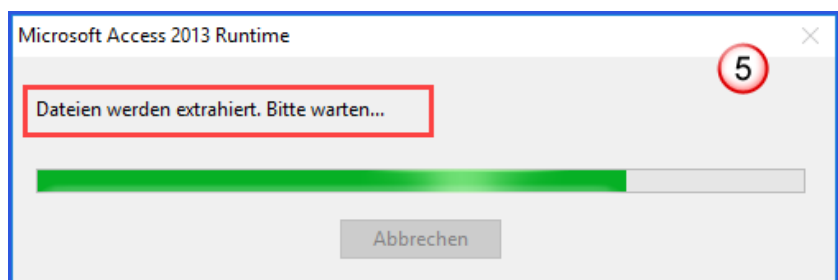 Microsoft Access 2013 Runtime
5
Dateien werden extrahiert. Bitte warten...
Abbrechen